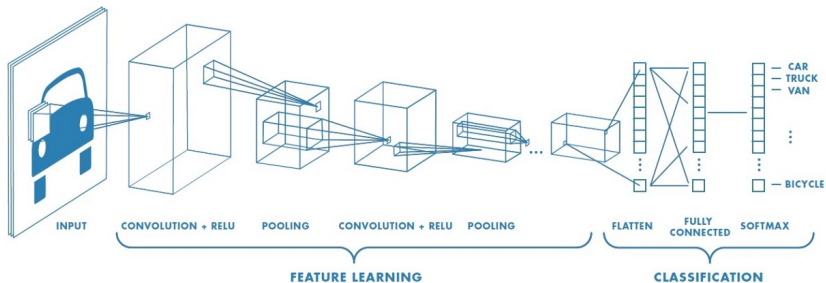 CAR
TRUCK
VAN
BICYCLE
INPUT
CONVOLUTION + RELU
POOLING
CONVOLUTION + RELU
POOLING
FLATTEN
FULLY
CONNECTED
SOFTMAX
FEATURE LEARNING
CLASSIFICATION